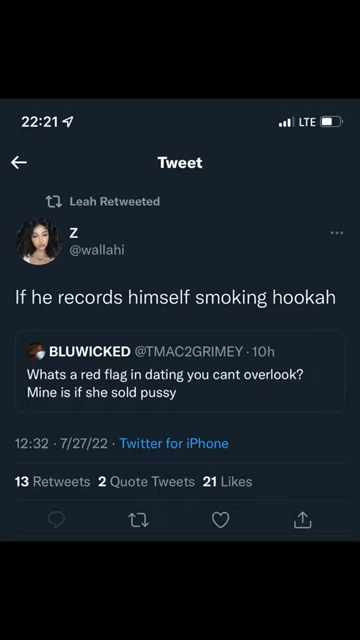 22:21 LTE
Tweet
Leah Retweeted
Z
@wallahi
If he records himself smoking hookah
BLUWICKED @TMAC2GRIMEY · 10h
Whats a red flag in dating you cant overlook?
Mine is if she sold pussy
12:32 · 7/27/22 · Twitter for iPhone
13 Retweets 2 Quote Tweets 21 Likes